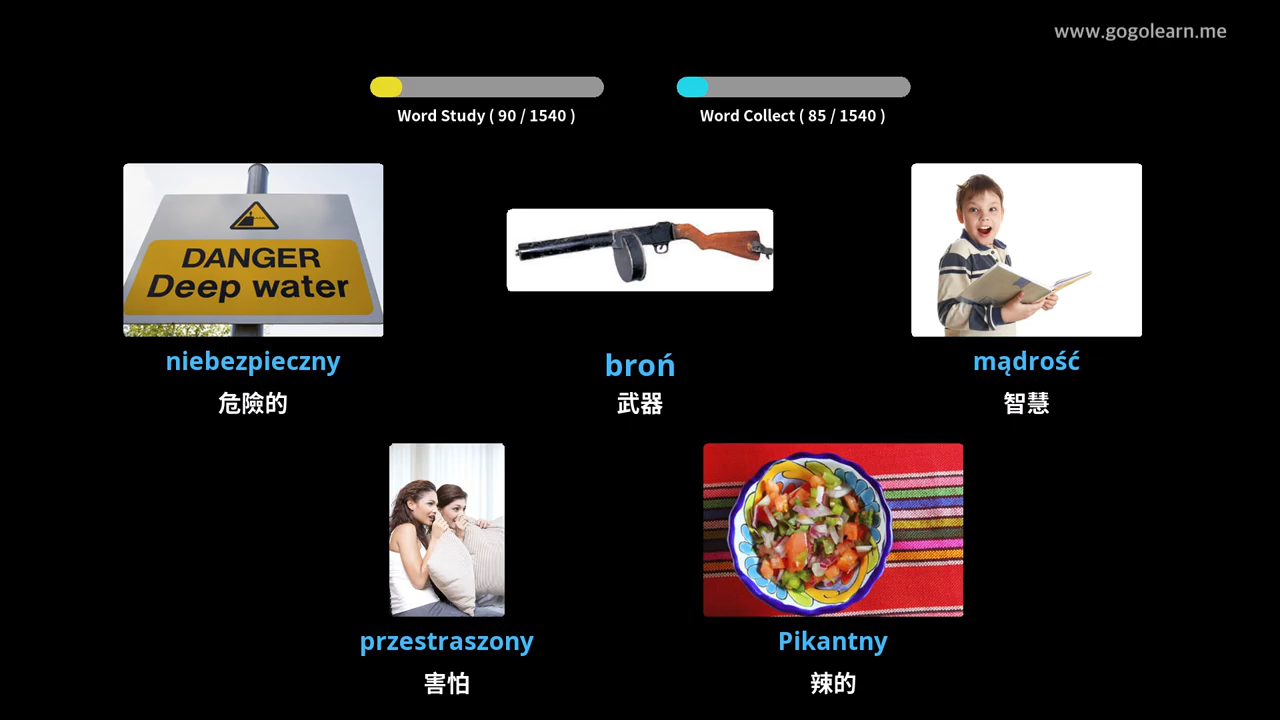 www.gogolearn.me
Word Study ( 90 / 1540 )
Word Collect ( 85 / 1540 )
DANGER
Deep water
niebezpieczny
危險的
broń
武器
mądrość
智慧
przestraszony
害怕
Pikantny
辣的